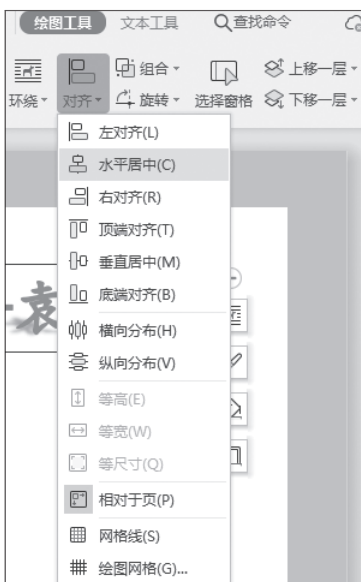 绘图工具 文本工具 查找命令
组合 上移一层
环绕 对齐 旋转 选择窗格 下移一层
左对齐(L)
水平居中(C)
右对齐(R)
顶端对齐(T)
垂直居中(M)
底端对齐(B)
横向分布(H)
纵向分布(V)
等高(E)
等宽(W)
等尺寸(Q)
相对于页(P)
网格线(S)
绘图网格(G)...
袁